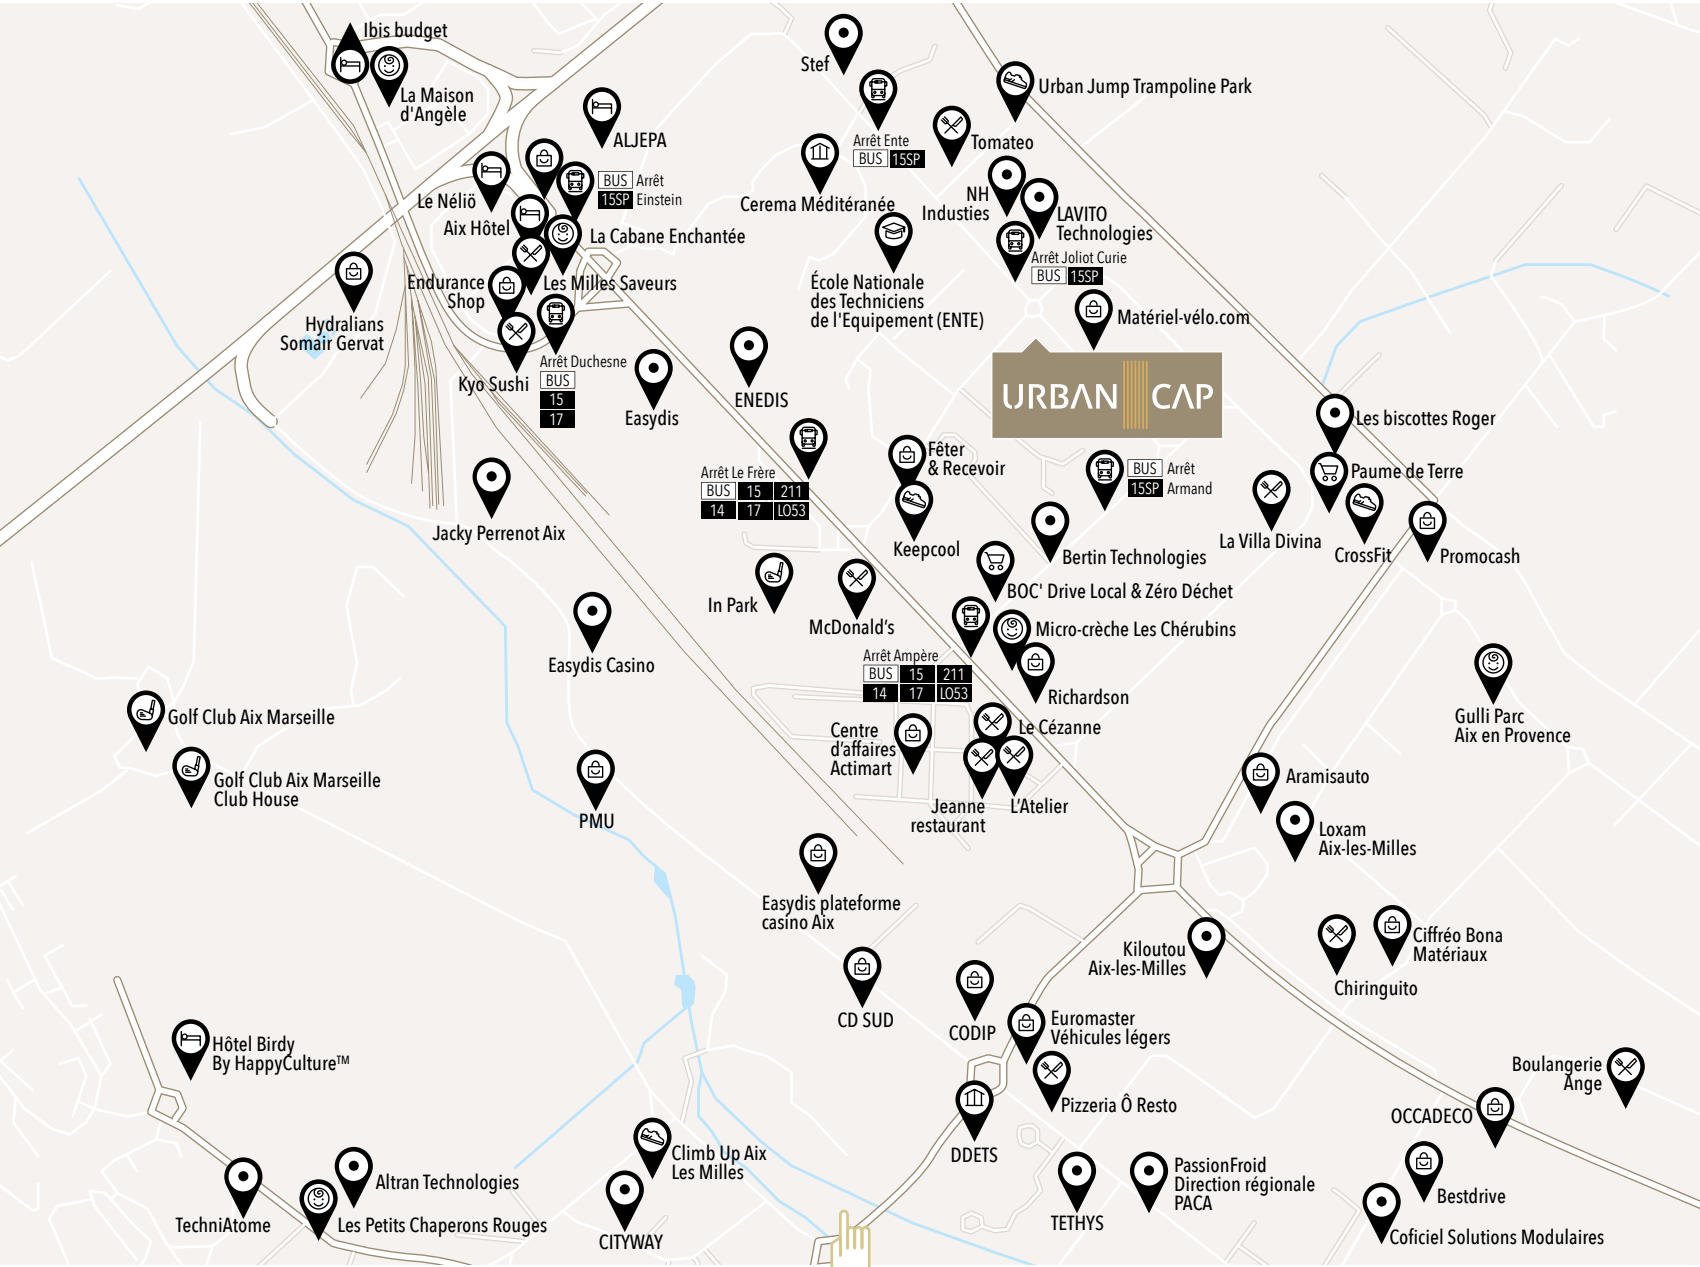 Ibis budget
La Maison
d'Angèle
Stef
Urban Jump Trampoline Park
ALJEPA
Arrêt Ente
BUS 15SP
Tomateo
Le Néliö
BUS Arrêt
15SP Einstein
Cerema Méditéranée
NH
Industies
LAVITO
Technologies
Aix Hôtel
La Cabane Enchantée
Arrêt Joliot Curie
BUS 15SP
Endurance
Shop
Les Milles Saveurs
École Nationale
des Techniciens
de l'Equipement (ENTE)
Hydralians
Somair Gervat
Matériel-vélo.com
Kyo Sushi
Arrêt Duchesne
BUS
15
17
Easydis
ENEDIS
URBAN CAP
Les biscottes Roger
Fêter
& Recevoir
Arrêt Le Frère
BUS 15 211
14 17 LO53
BUS Arrêt
15SP Armand
Paume de Terre
Jacky Perrenot Aix
Keepcool
Bertin Technologies
La Villa Divina
CrossFit
Promocash
In Park
McDonald's
BOC' Drive Local & Zéro Déchet
Micro-crèche Les Chérubins
Easydis Casino
Arrêt Ampère
BUS 15 211
14 17 LO53
Richardson
Golf Club Aix Marseille
Gulli Parc
Aix en Provence
Centre
d'affaires
Actimart
Le Cézanne
Golf Club Aix Marseille
Club House
PMU
Jeanne
restaurant
L'Atelier
Aramisauto
Loxam
Aix-les-Milles
Easydis plateforme
casino Aix
Kiloutou
Aix-les-Milles
Ciffréo Bona
Matériaux
Chiringuito
CD SUD
CODIP
Euromaster
Véhicules légers
Hôtel Birdy
By HappyCulture™
Boulangerie
Ange
Pizzeria Ô Resto
OCCADECO
DDETS
Climb Up Aix
Les Milles
PassionFroid
Direction régionale
PACA
Altran Technologies
Bestdrive
TechniAtome
Les Petits Chaperons Rouges
CITYWAY
TETHYS
Coficiel Solutions Modulaires